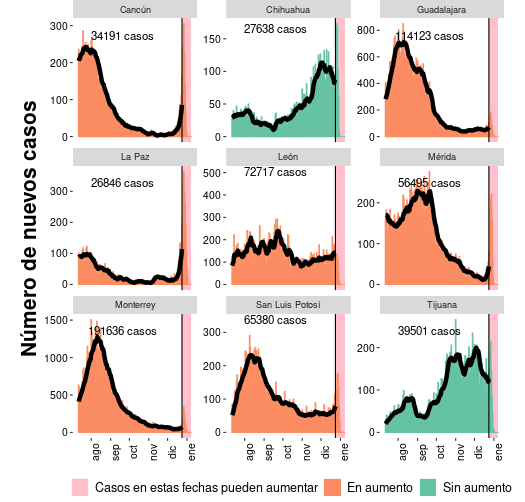 Número de nuevos casos
Cancún
34191 casos
300
200
100
0
Chihuahua
27638 casos
150
100
50
0
Guadalajara
114123 casos
800
600
400
200
0
La Paz
26846 casos
300
200
100
0
León
72717 casos
500
400
300
200
100
0
Mérida
56495 casos
200
100
0
Monterrey
191636 casos
1500
1000
500
0
San Luis Potosí
65380 casos
300
200
100
0
Tijuana
39501 casos
200
100
0
ago sep oct nov dic ene
ago sep oct nov dic ene
ago sep oct nov dic ene
Casos en estas fechas pueden aumentar En aumento Sin aumento